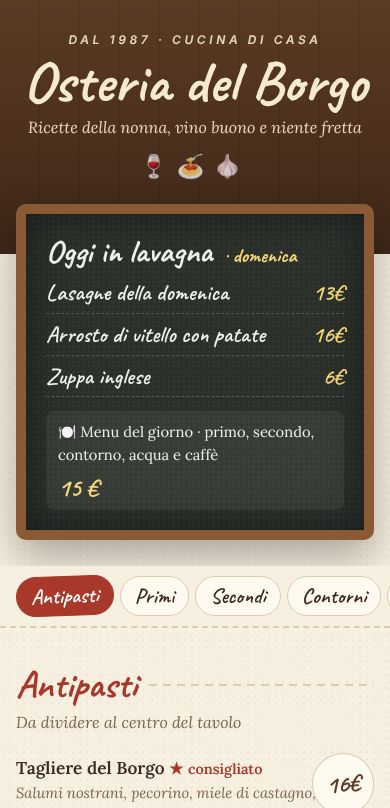 DAL 1987 · CUCINA DI CASA
Osteria del Borgo
Ricette della nonna, vino buono e niente fretta
Oggi in lavagna · domenica
Lasagne della domenica 13€
Arrosto di vitello con patate 16€
Zuppa inglese 6€
🍽 Menu del giorno · primo, secondo,
contorno, acqua e caffè
15 €
Antipasti Primi Secondi Contorni
Antipasti
Da dividere al centro del tavolo
Tagliere del Borgo ★ consigliato
Salumi nostrani, pecorino, miele di castagno, 16€